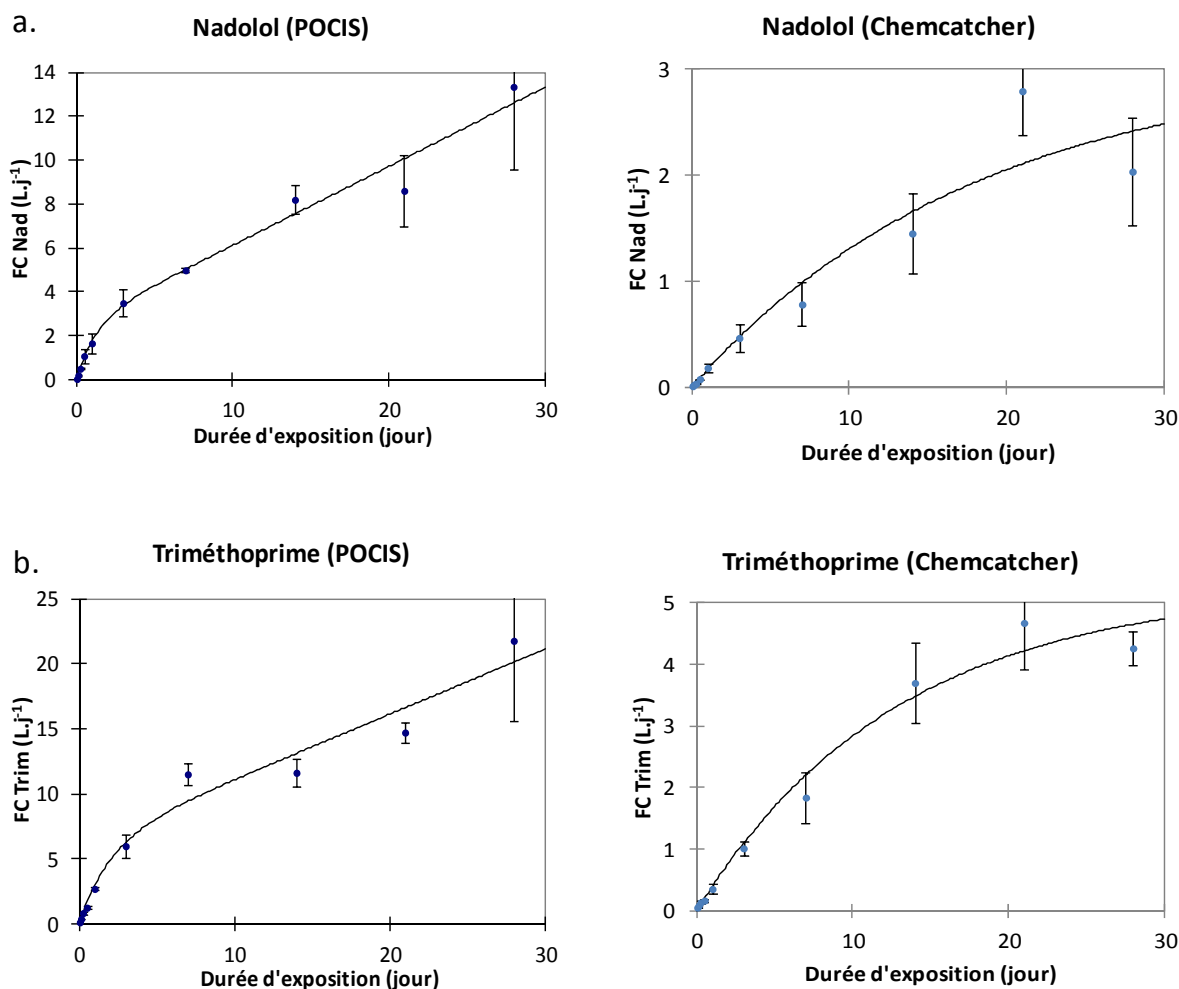 a.
Nadolol (POCIS)
14
12
10
8
6
4
2
0
FC Nad (L.j-1)
0 10 20 30
Durée d'exposition (jour)
Nadolol (Chemcatcher)
3
2
1
0
FC Nad (L.j-1)
0 10 20 30
Durée d'exposition (jour)
b.
Triméthoprime (POCIS)
25
20
15
10
5
0
FC Trim (L.j-1)
0 10 20 30
Durée d'exposition (jour)
Triméthoprime (Chemcatcher)
5
4
3
2
1
0
FC Trim (L.j-1)
0 10 20 30
Durée d'exposition (jour)